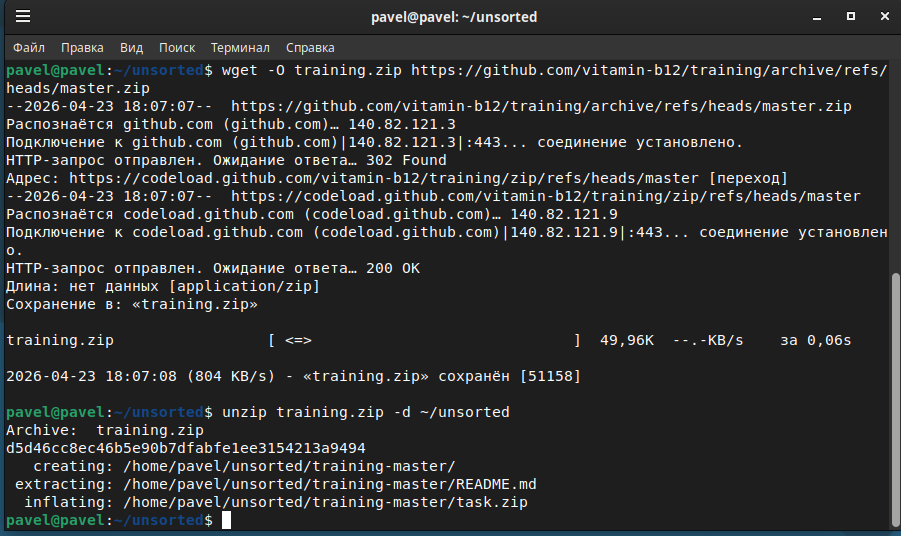 pavel@pavel: ~/unsorted
Файл Правка Вид Поиск Терминал Справка
pavel@pavel:~/unsorted$ wget -O training.zip https://github.com/vitamin-b12/training/archive/refs/
heads/master.zip
--2026-04-23 18:07:07--  https://github.com/vitamin-b12/training/archive/refs/heads/master.zip
Распознаётся github.com (github.com)… 140.82.121.3
Подключение к github.com (github.com)|140.82.121.3|:443... соединение установлено.
HTTP-запрос отправлен. Ожидание ответа… 302 Found
Адрес: https://codeload.github.com/vitamin-b12/training/zip/refs/heads/master [переход]
--2026-04-23 18:07:07--  https://codeload.github.com/vitamin-b12/training/zip/refs/heads/master
Распознаётся codeload.github.com (codeload.github.com)… 140.82.121.9
Подключение к codeload.github.com (codeload.github.com)|140.82.121.9|:443... соединение установлен
о.
HTTP-запрос отправлен. Ожидание ответа… 200 OK
Длина: нет данных [application/zip]
Сохранение в: «training.zip»
training.zip                 [ <=>                             ]  49,96K  --.-KB/s    за 0,06s
2026-04-23 18:07:08 (804 KB/s) - «training.zip» сохранён [51158]
pavel@pavel:~/unsorted$ unzip training.zip -d ~/unsorted
Archive:  training.zip
d5d46cc8ec46b5e90b7dfabfe1ee3154213a9494
   creating: /home/pavel/unsorted/training-master/
 extracting: /home/pavel/unsorted/training-master/README.md
  inflating: /home/pavel/unsorted/training-master/task.zip
pavel@pavel:~/unsorted$